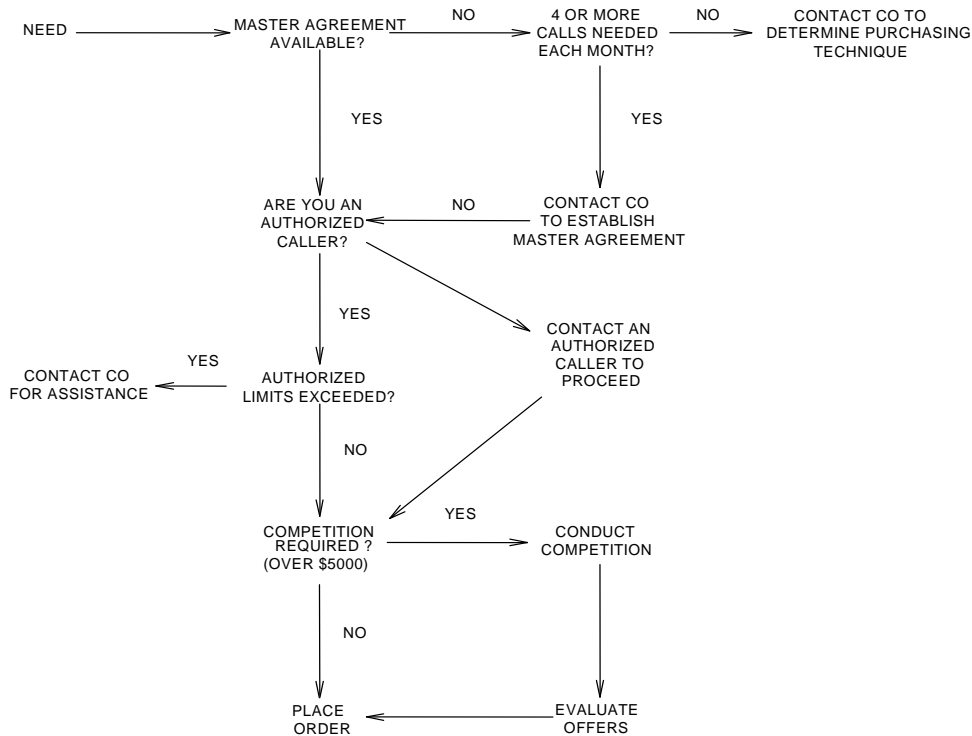 NEED
MASTER AGREEMENT
AVAILABLE?
NO
4 OR MORE
CALLS NEEDED
EACH MONTH?
NO
CONTACT CO TO
DETERMINE PURCHASING
TECHNIQUE
YES
YES
ARE YOU AN
AUTHORIZED
CALLER?
NO
CONTACT CO
TO ESTABLISH
MASTER AGREEMENT
YES
CONTACT AN
AUTHORIZED
CALLER TO
PROCEED
YES
CONTACT CO
FOR ASSISTANCE
AUTHORIZED
LIMITS EXCEEDED?
NO
COMPETITION
REQUIRED ?
(OVER $5000)
YES
CONDUCT
COMPETITION
NO
PLACE
ORDER
EVALUATE
OFFERS